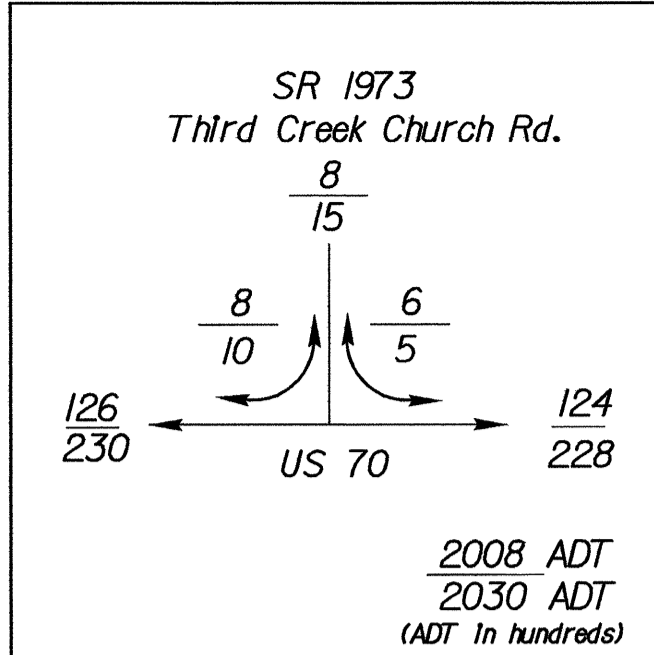 SR 1973
Third Creek Church Rd.
8
15
8
10
6
5
126
230
US 70
124
228
2008 ADT
2030 ADT
(ADT in hundreds)